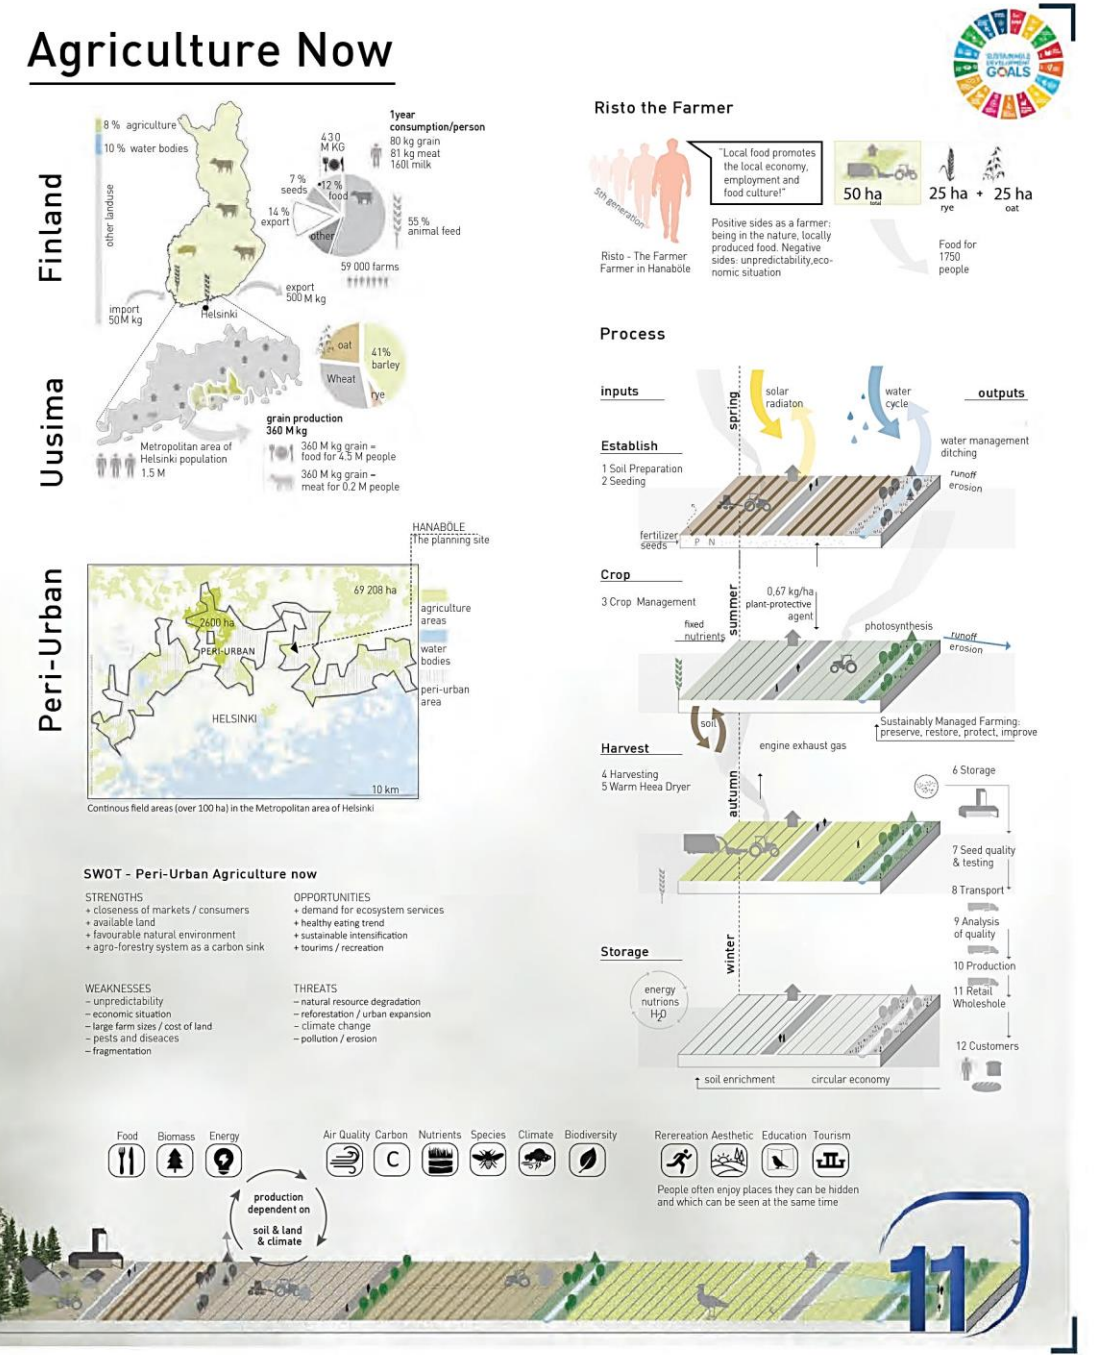 Agriculture Now
SUSTAINABLE
DEVELOPMENT
GOALS
Finland
8 % agriculture
10 % water bodies
other landuse
import
50M kg
Helsinki
export
500 M kg
430
M KG
7 %
seeds
12 %
food
14 %
export
other
55 %
animal feed
59 000 farms
1year
consumption/person
80 kg grain
81 kg meat
160l milk
Uusima
oat
41%
barley
Wheat
rye
grain production
360 M kg
360 M kg grain =
food for 4.5 M people
360 M kg grain =
meat for 0.2 M people
Metropolitan area of
Helsinki population
1.5 M
Peri-Urban
HANABÖLE
The planning site
69 208 ha
2600 ha
PERI-URBAN
HELSINKI
10 km
agriculture
areas
water
bodies
peri-urban
area
Continous field areas (over 100 ha) in the Metropolitan area of Helsinki
SWOT - Peri-Urban Agriculture now
STRENGTHS
+ closeness of markets / consumers
+ available land
+ favourable natural environment
+ agro-forestry system as a carbon sink
OPPORTUNITIES
+ demand for ecosystem services
+ healthy eating trend
+ sustainable intensification
+ tourims / recreation
WEAKNESSES
– unpredictability
– economic situation
– large farm sizes / cost of land
– pests and diseaces
– fragmentation
THREATS
– natural resource degradation
– reforestation / urban expansion
– climate change
– pollution / erosion
Risto the Farmer
5th generation
"Local food promotes
the local economy,
employment and
food culture!"
Risto - The Farmer
Farmer in Hanaböle
Positive sides as a farmer:
being in the nature, locally
produced food. Negative
sides: unpredictability,eco-
nomic situation
50 ha
total
25 ha + 25 ha
rye
oat
Food for
1750
people
Process
inputs
outputs
spring
solar
radiaton
water
cycle
Establish
1 Soil Preparation
2 Seeding
water management
ditching
runoff
erosion
fertilizer
seeds
P N
Crop
3 Crop Management
summer
0,67 kg/ha
plant-protective
agent
fixed
nutrients
photosynthesis
runoff
erosion
soil
Sustainably Managed Farming:
preserve, restore, protect, improve
Harvest
4 Harvesting
5 Warm Heea Dryer
autumn
engine exhaust gas
6 Storage
7 Seed quality
& testing
8 Transport
9 Analysis
of quality
10 Production
11 Retail
Wholeshole
12 Customers
Storage
winter
energy
nutrions
H2O
soil enrichment
circular economy
Food
Biomass
Energy
Air Quality
Carbon
Nutrients
Species
Climate
Biodiversity
Rerereation
Aesthetic
Education
Tourism
C
People often enjoy places they can be hidden
and which can be seen at the same time
production
dependent on
soil & land
& climate
11